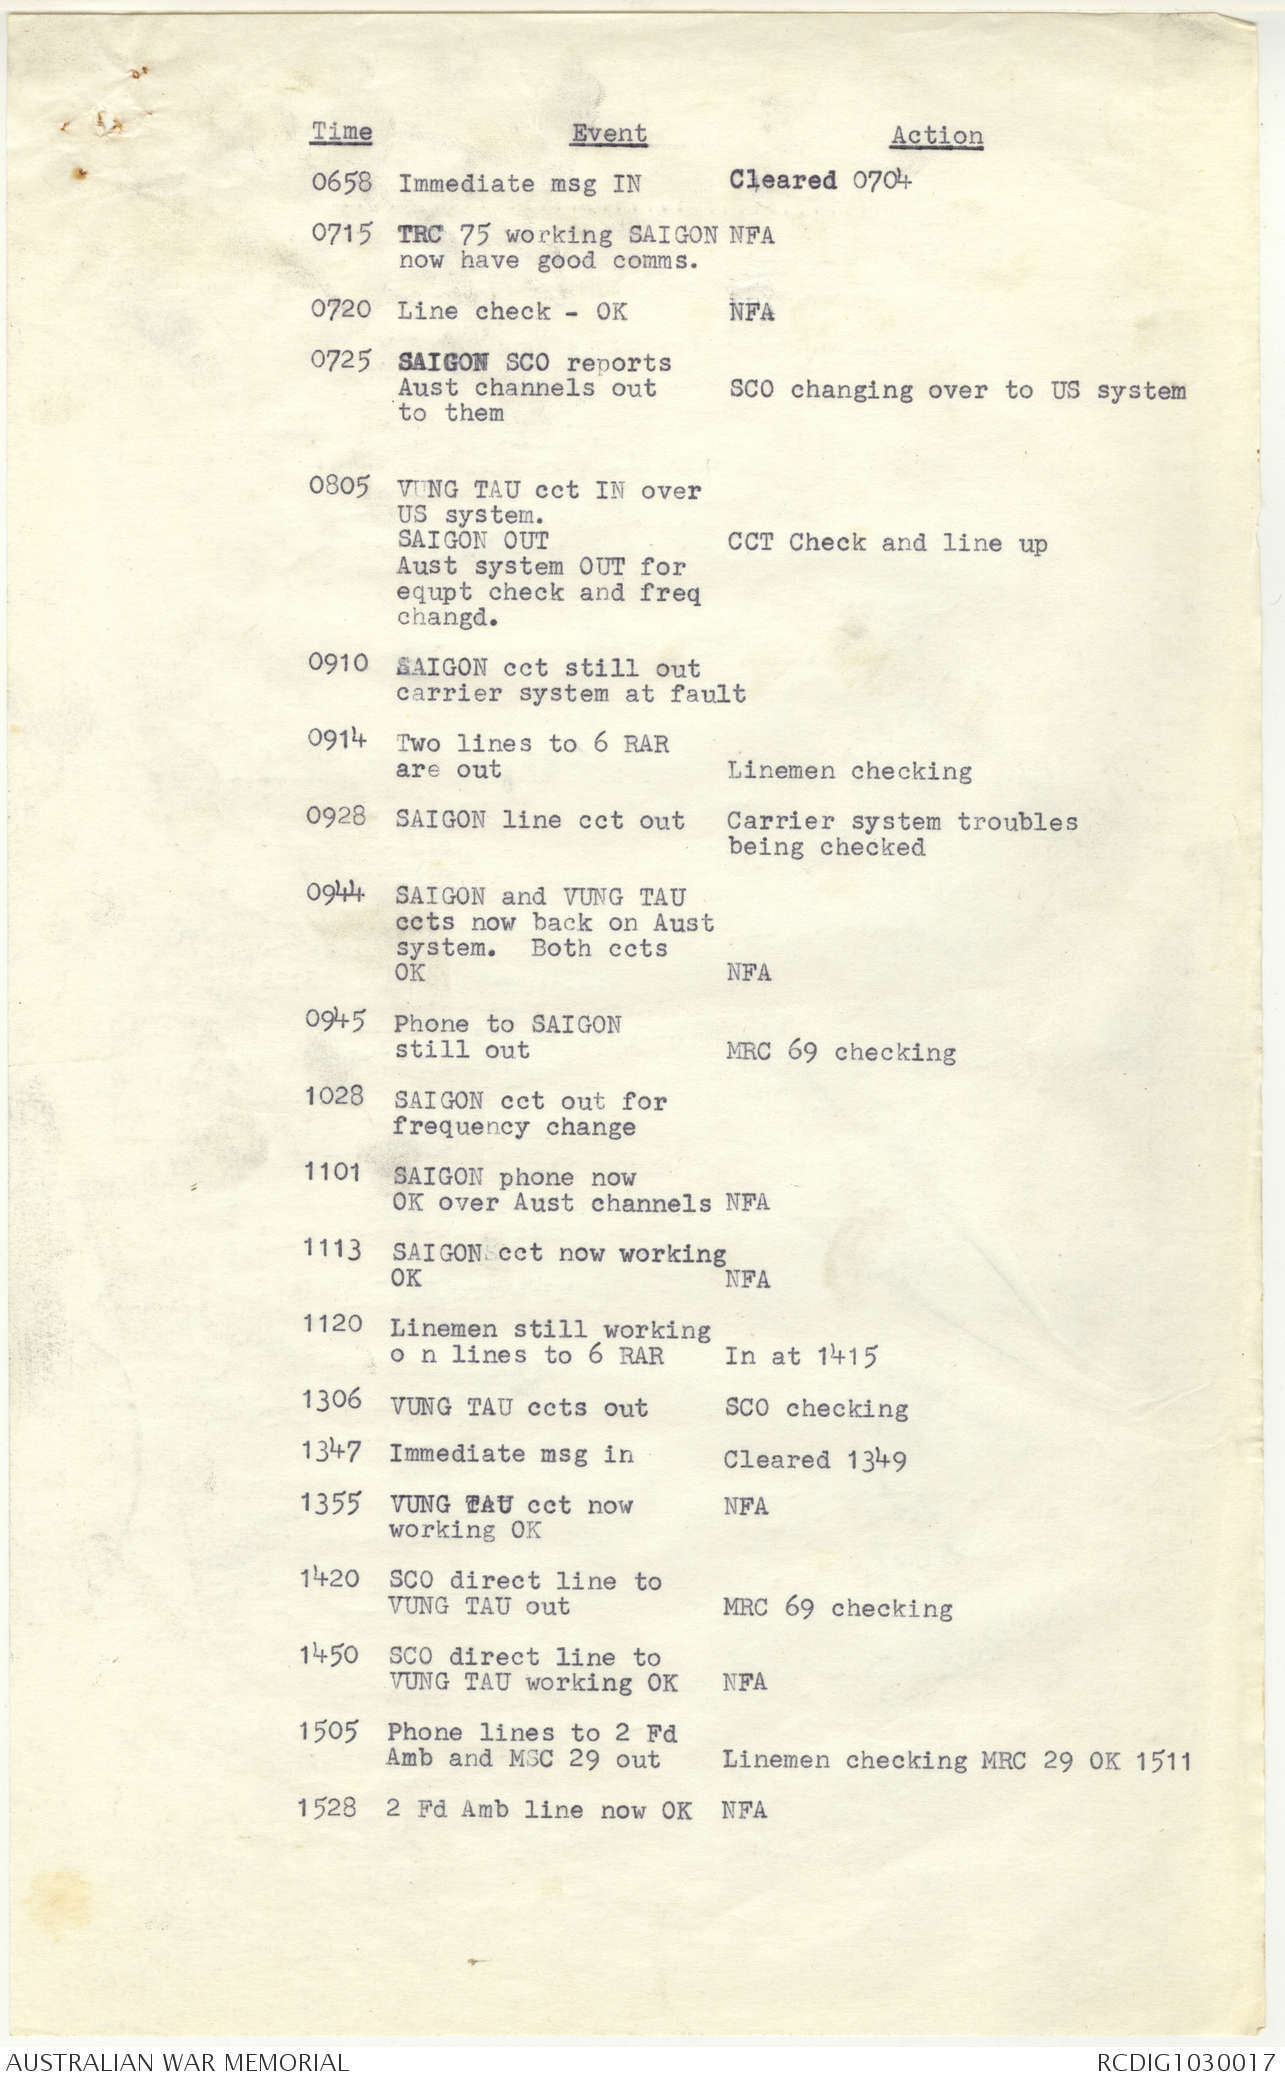 Time Event Action
0658 Immediate msg IN Cleared 0704
0715 TRC 75 working SAIGON NFA
now have good comms.
0720 Line check - OK NFA
0725 SAIGON SCO reports
Aust channels out SCO changing over to US system
to them
0805 VUNG TAU cct IN over
US system.
SAIGON OUT CCT Check and line up
Aust system OUT for
equpt check and freq
changd.
0910 SAIGON cct still out
carrier system at fault
0914 Two lines to 6 RAR
are out Linemen checking
0928 SAIGON line cct out Carrier system troubles
being checked
0944 SAIGON and VUNG TAU
ccts now back on Aust
system. Both ccts
OK NFA
0945 Phone to SAIGON
still out MRC 69 checking
1028 SAIGON cct out for
frequency change
1101 SAIGON phone now
OK over Aust channels NFA
1113 SAIGON cct now working
OK NFA
1120 Linemen still working
o n lines to 6 RAR In at 1415
1306 VUNG TAU ccts out SCO checking
1347 Immediate msg in Cleared 1349
1355 VUNG TAU cct now NFA
working OK
1420 SCO direct line to
VUNG TAU out MRC 69 checking
1450 SCO direct line to
VUNG TAU working OK NFA
1505 Phone lines to 2 Fd
Amb and MSC 29 out Linemen checking MRC 29 OK 1511
1528 2 Fd Amb line now OK NFA
AUSTRALIAN WAR MEMORIAL RCDIG1030017